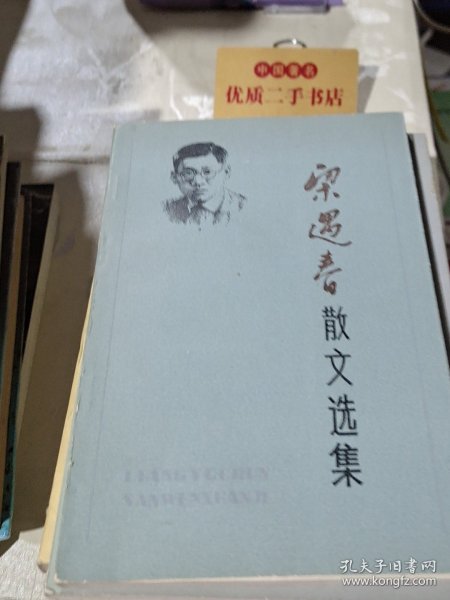 中国著名
优质二手书店
梁遇春
散文选集
LIANGYUCHUN
SANWENXUANJI
孔夫子旧书网
www.kongfz.com